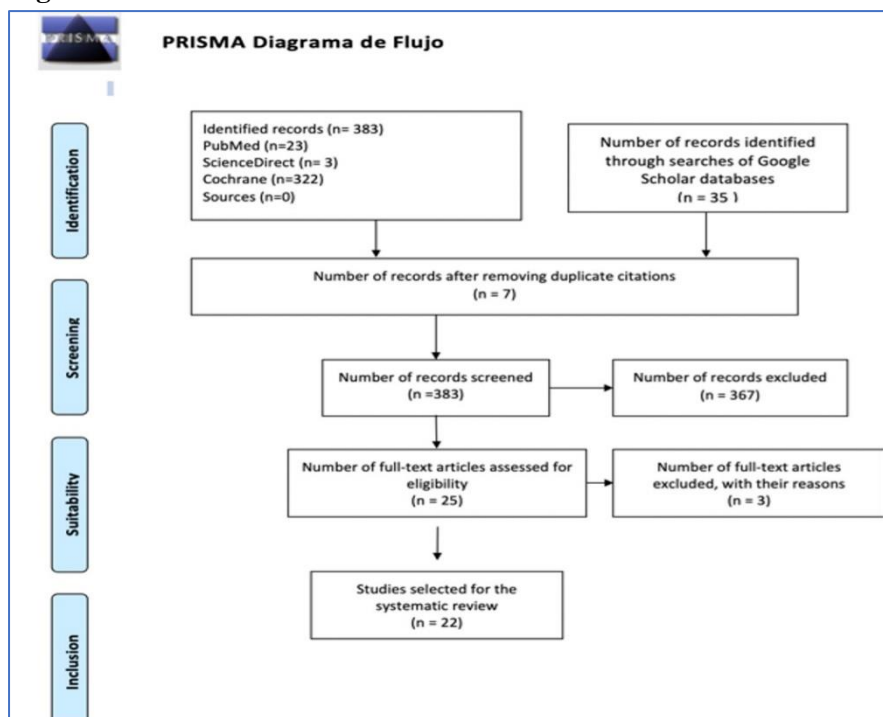 PRISMA
PRISMA Diagrama de Flujo
Identification
Identified records (n= 383)
PubMed (n=23)
ScienceDirect (n= 3)
Cochrane (n=322)
Sources (n=0)
Number of records identified
through searches of Google
Scholar databases
(n = 35 )
Number of records after removing duplicate citations
(n = 7)
Screening
Number of records screened
(n =383)
Number of records excluded
(n = 367)
Suitability
Number of full-text articles assessed for
eligibility
(n = 25)
Number of full-text articles
excluded, with their reasons
(n = 3)
Studies selected for the
systematic review
(n = 22)
Inclusion